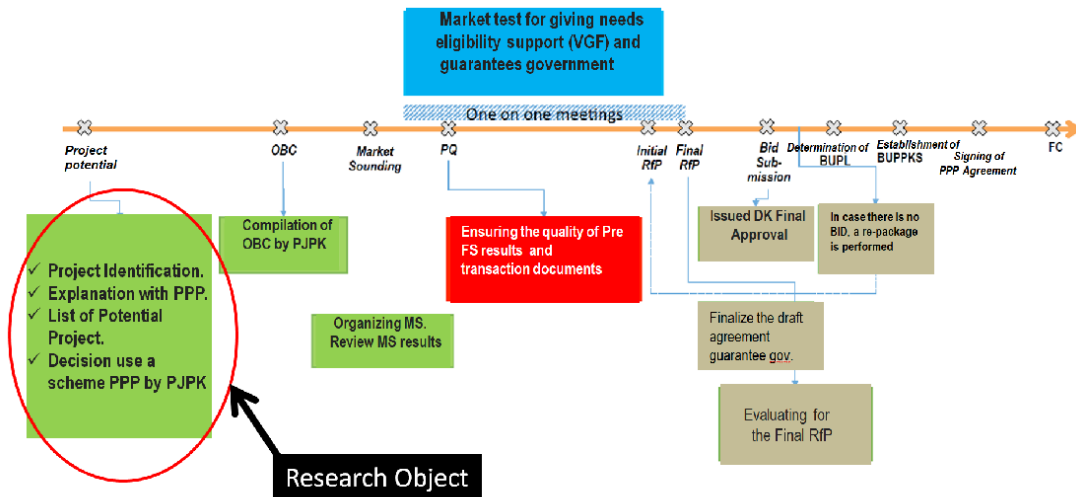 Market test for giving needs
eligibility support (VGF) and
guarantees government
One on one meetings
Project
potential
OBC
Market
Sounding
PQ
Initial
RfP
Final
RFP
Bid
Sub-
mission
Determination of
BUPL
Establishment of
BUPPKS
Signing of
PPP Agreement
FC
✓ Project Identification.
✓ Explanation with PPP.
✓ List of Potential
Project.
✓ Decision use a
scheme PPP by PJPK
Compilation of
OBC by PJPK
Organizing MS.
Review MS results
Ensuring the quality of Pre
FS results and
transaction documents
Issued DK Final
Approval
In case there is no
BID, a re-package
is performed
Finalize the draft
agreement
guarantee gov.
Evaluating for
the Final RfP
Research Object